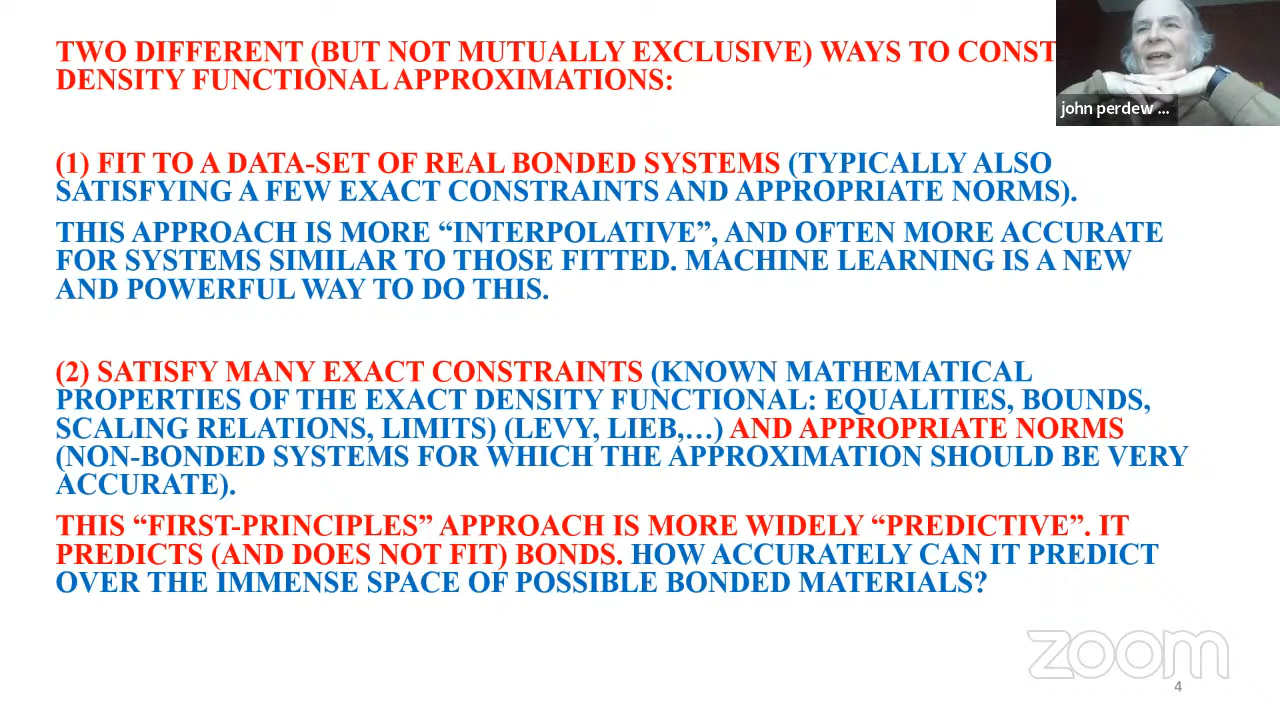 TWO DIFFERENT (BUT NOT MUTUALLY EXCLUSIVE) WAYS TO CONST
DENSITY FUNCTIONAL APPROXIMATIONS:
john perdew ...
(1) FIT TO A DATA-SET OF REAL BONDED SYSTEMS (TYPICALLY ALSO
SATISFYING A FEW EXACT CONSTRAINTS AND APPROPRIATE NORMS).
THIS APPROACH IS MORE “INTERPOLATIVE”, AND OFTEN MORE ACCURATE
FOR SYSTEMS SIMILAR TO THOSE FITTED. MACHINE LEARNING IS A NEW
AND POWERFUL WAY TO DO THIS.
(2) SATISFY MANY EXACT CONSTRAINTS (KNOWN MATHEMATICAL
PROPERTIES OF THE EXACT DENSITY FUNCTIONAL: EQUALITIES, BOUNDS,
SCALING RELATIONS, LIMITS) (LEVY, LIEB,…) AND APPROPRIATE NORMS
(NON-BONDED SYSTEMS FOR WHICH THE APPROXIMATION SHOULD BE VERY
ACCURATE).
THIS “FIRST-PRINCIPLES” APPROACH IS MORE WIDELY “PREDICTIVE”. IT
PREDICTS (AND DOES NOT FIT) BONDS. HOW ACCURATELY CAN IT PREDICT
OVER THE IMMENSE SPACE OF POSSIBLE BONDED MATERIALS?
zoom
4